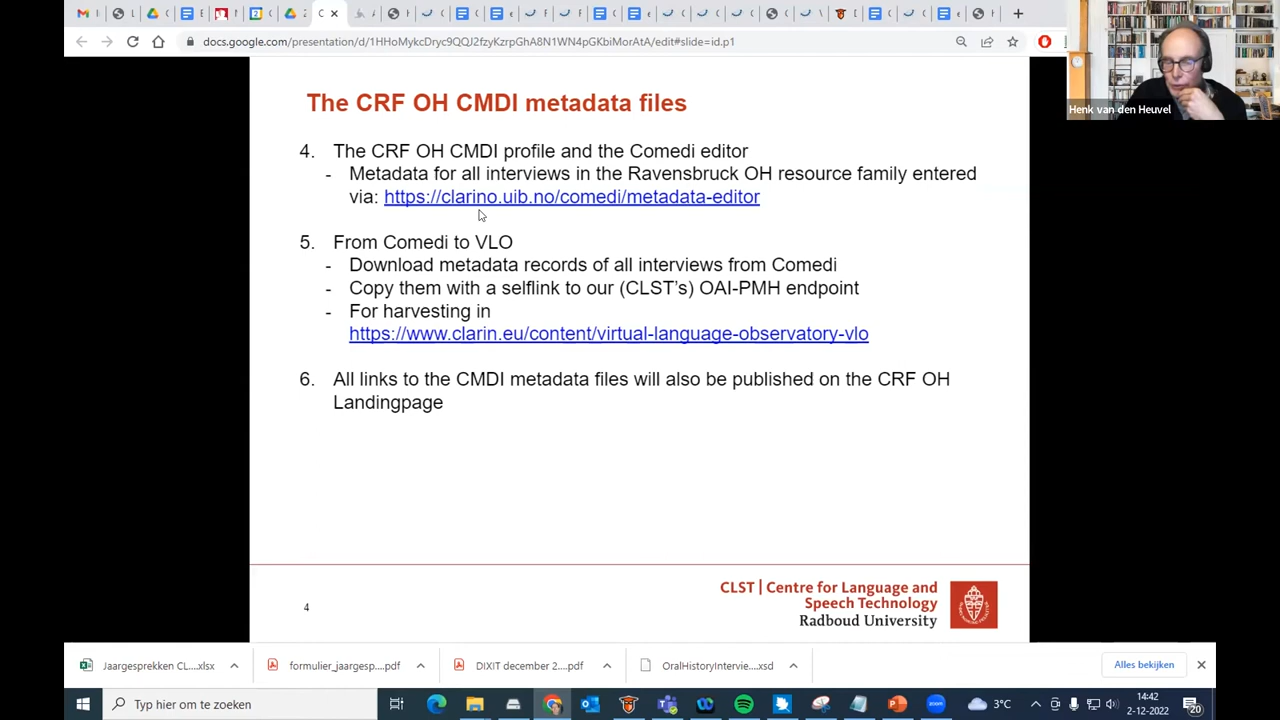 docs.google.com/presentation/d/1HHoMykcDryc9QQJ2fzyKzrpGhA8N1WN4pGKbiMorAtA/edit#slide=id.p1
Henk van den Heuvel
The CRF OH CMDI metadata files
4. The CRF OH CMDI profile and the Comedi editor
- Metadata for all interviews in the Ravensbruck OH resource family entered
via: https://clarino.uib.no/comedi/metadata-editor
5. From Comedi to VLO
- Download metadata records of all interviews from Comedi
- Copy them with a selflink to our (CLST's) OAI-PMH endpoint
- For harvesting in
https://www.clarin.eu/content/virtual-language-observatory-vlo
6. All links to the CMDI metadata files will also be published on the CRF OH
Landingpage
CLST | Centre for Language and
Speech Technology
Radboud University
4
Jaargesprekken CL....xlsx
formulier_jaargesp....pdf
DIXIT december 2....pdf
OralHistoryIntervie....xsd
Alles bekijken
Typ hier om te zoeken
3°C
14:42
2-12-2022
20